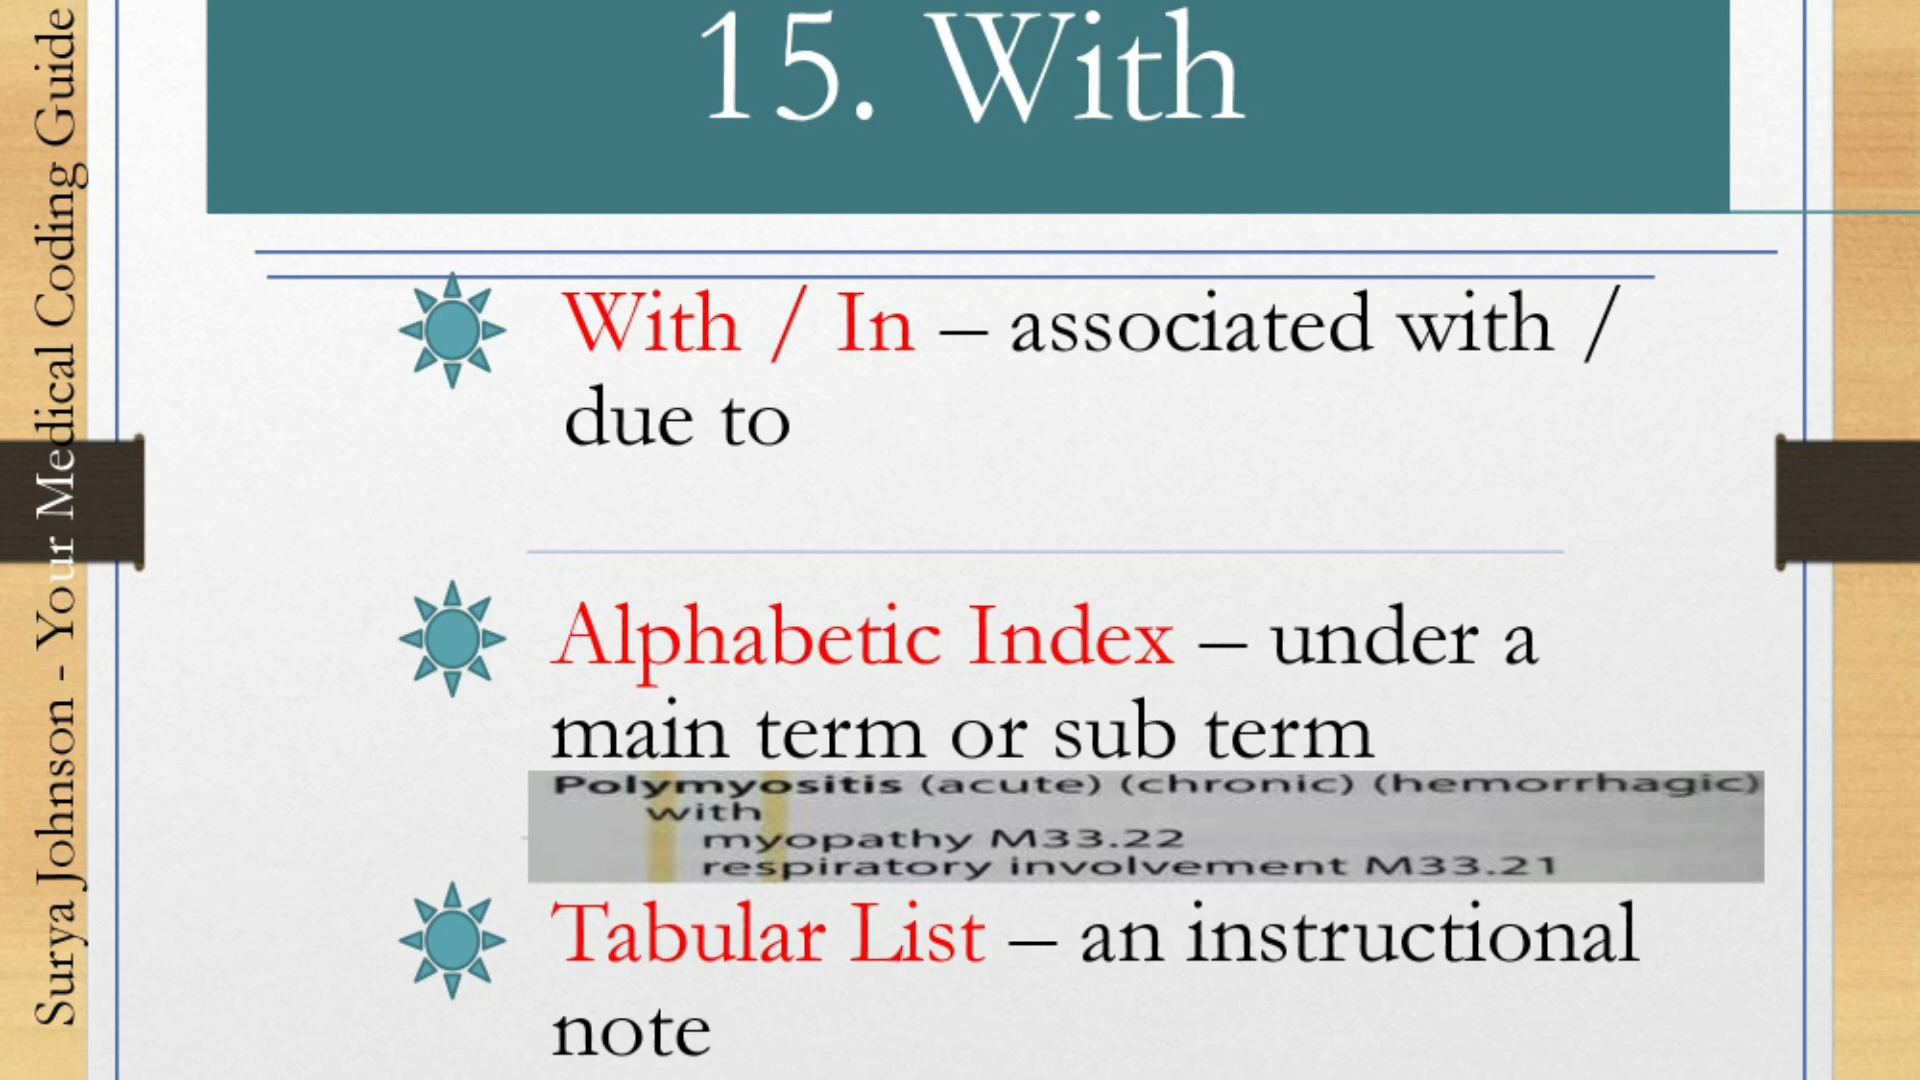 15. With
With / In – associated with /
due to
Alphabetic Index – under a
main term or sub term
Polymyositis (acute) (chronic) (hemorrhagic)
with
myopathy M33.22
respiratory involvement M33.21
Tabular List – an instructional
note
Surya Johnson - Your Medical Coding Guide